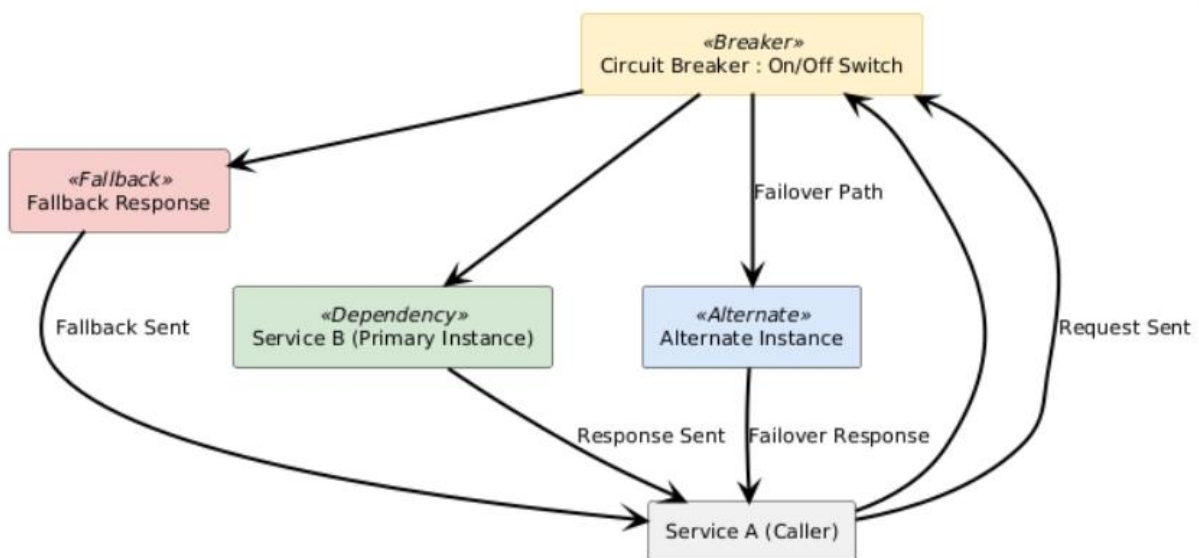 «Breaker»
Circuit Breaker : On/Off Switch
«Fallback»
Fallback Response
Failover Path
«Dependency»
Service B (Primary Instance)
«Alternate»
Alternate Instance
Fallback Sent
Request Sent
Response Sent
Failover Response
Service A (Caller)